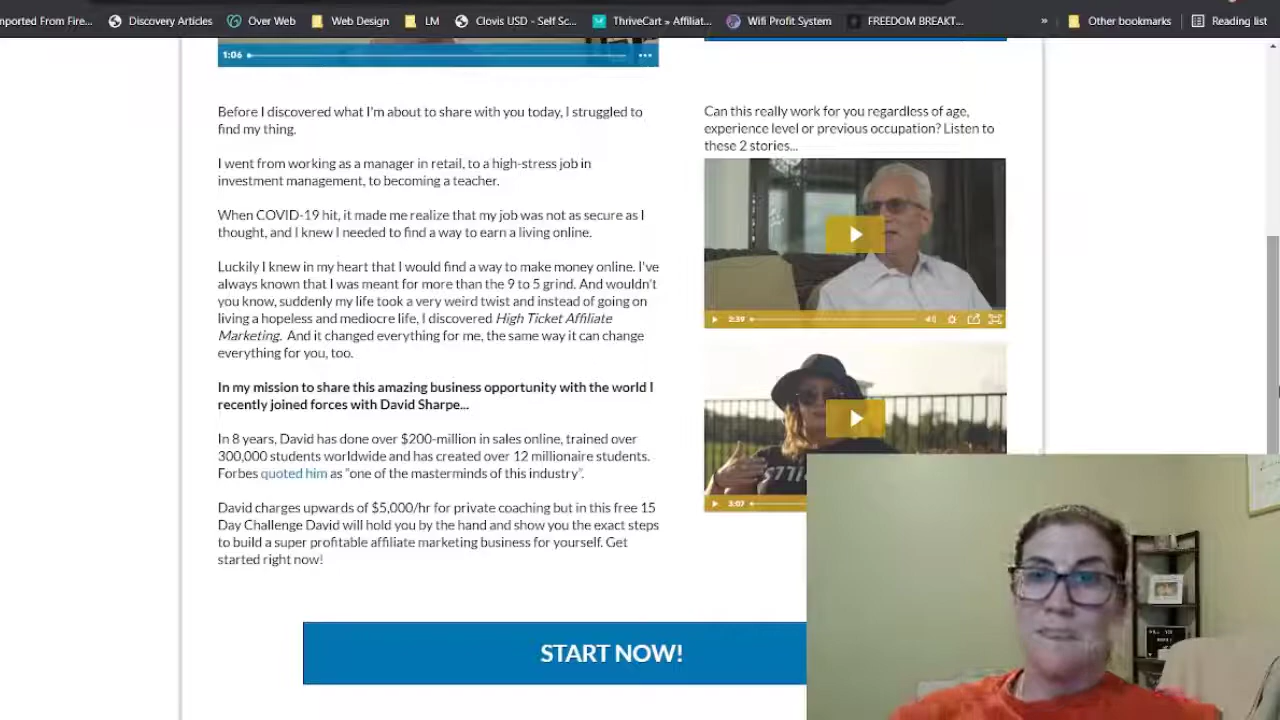 mported From Fire...
Discovery Articles
Over Web
Web Design
LM
Clovis USD - Self Sc...
ThriveCart » Affiliat...
Wifi Profit System
FREEDOM BREAKT...
»
Other bookmarks
Reading list
1:06
Before I discovered what I'm about to share with you today, I struggled to
find my thing.
I went from working as a manager in retail, to a high-stress job in
investment management, to becoming a teacher.
When COVID-19 hit, it made me realize that my job was not as secure as I
thought, and I knew I needed to find a way to earn a living online.
Luckily I knew in my heart that I would find a way to make money online. I've
always known that I was meant for more than the 9 to 5 grind. And wouldn't
you know, suddenly my life took a very weird twist and instead of going on
living a hopeless and mediocre life, I discovered High Ticket Affiliate
Marketing. And it changed everything for me, the same way it can change
everything for you, too.
In my mission to share this amazing business opportunity with the world I
recently joined forces with David Sharpe...
In 8 years, David has done over $200-million in sales online, trained over
300,000 students worldwide and has created over 12 millionaire students.
Forbes quoted him as "one of the masterminds of this industry".
David charges upwards of $5,000/hr for private coaching but in this free 15
Day Challenge David will hold you by the hand and show you the exact steps
to build a super profitable affiliate marketing business for yourself. Get
started right now!
Can this really work for you regardless of age,
experience level or previous occupation? Listen to
these 2 stories...
2:39
3:07
START NOW!